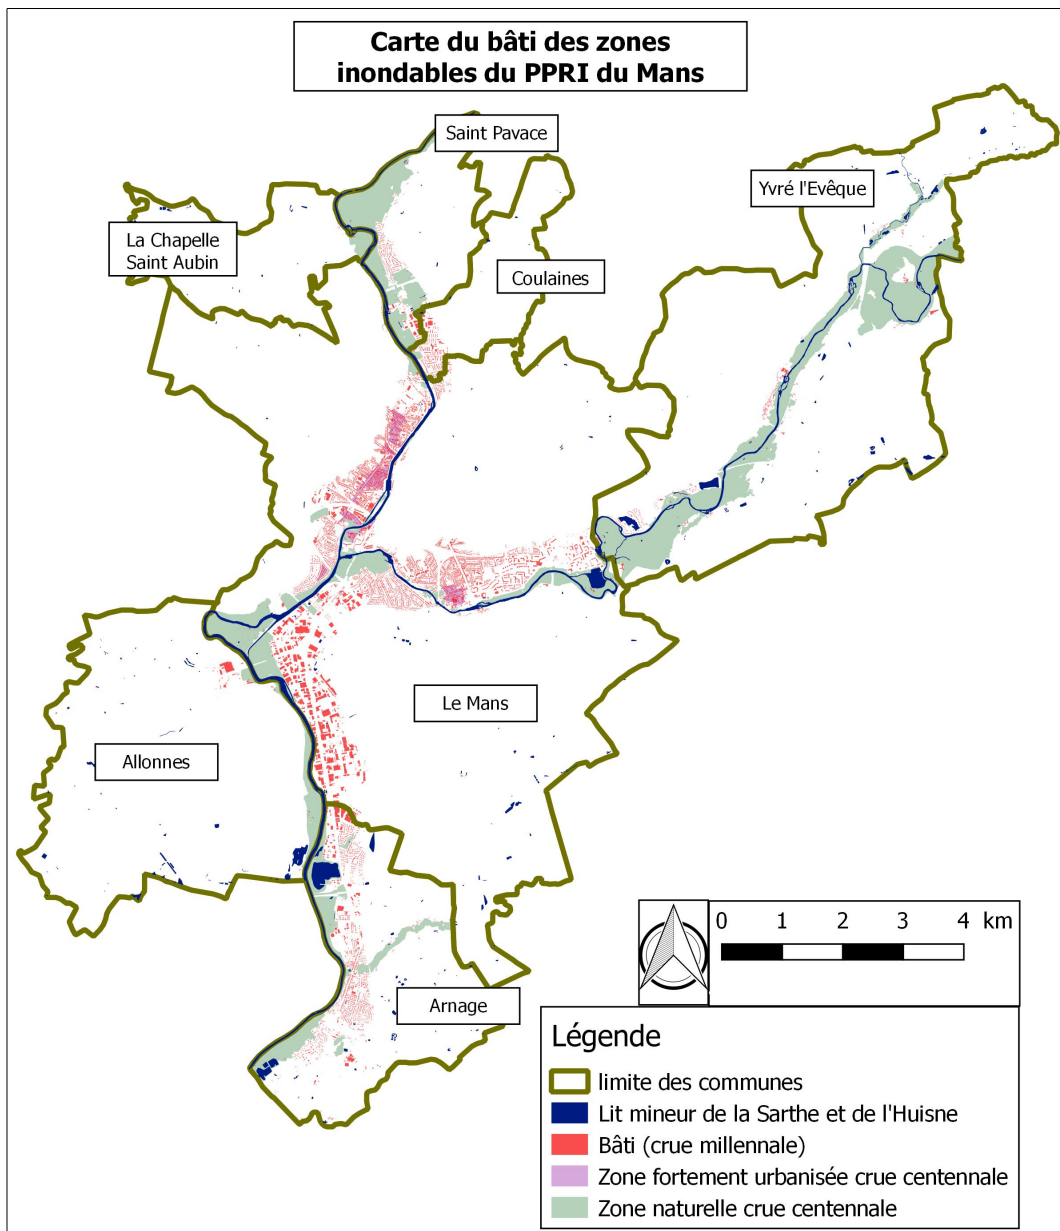 Carte du bâti des zones
inondables du PPRI du Mans
Saint Pavace
Yvré l'Evêque
La Chapelle
Saint Aubin
Coulaines
Le Mans
Allonnes
Arnage
0 1 2 3 4 km
Légende
limite des communes
Lit mineur de la Sarthe et de l'Huisne
Bâti (crue millennale)
Zone fortement urbanisée crue centennale
Zone naturelle crue centennale